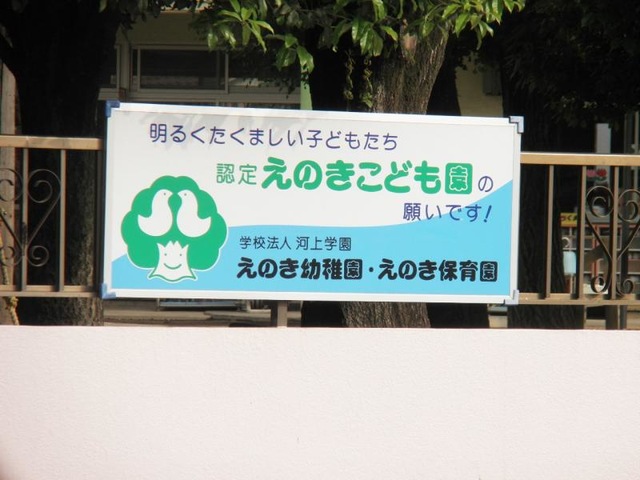 明るくたくましい子どもたち
認定 えのきこども園の
願いです!
学校法人 河上学園
えのき幼稚園・えのき保育園